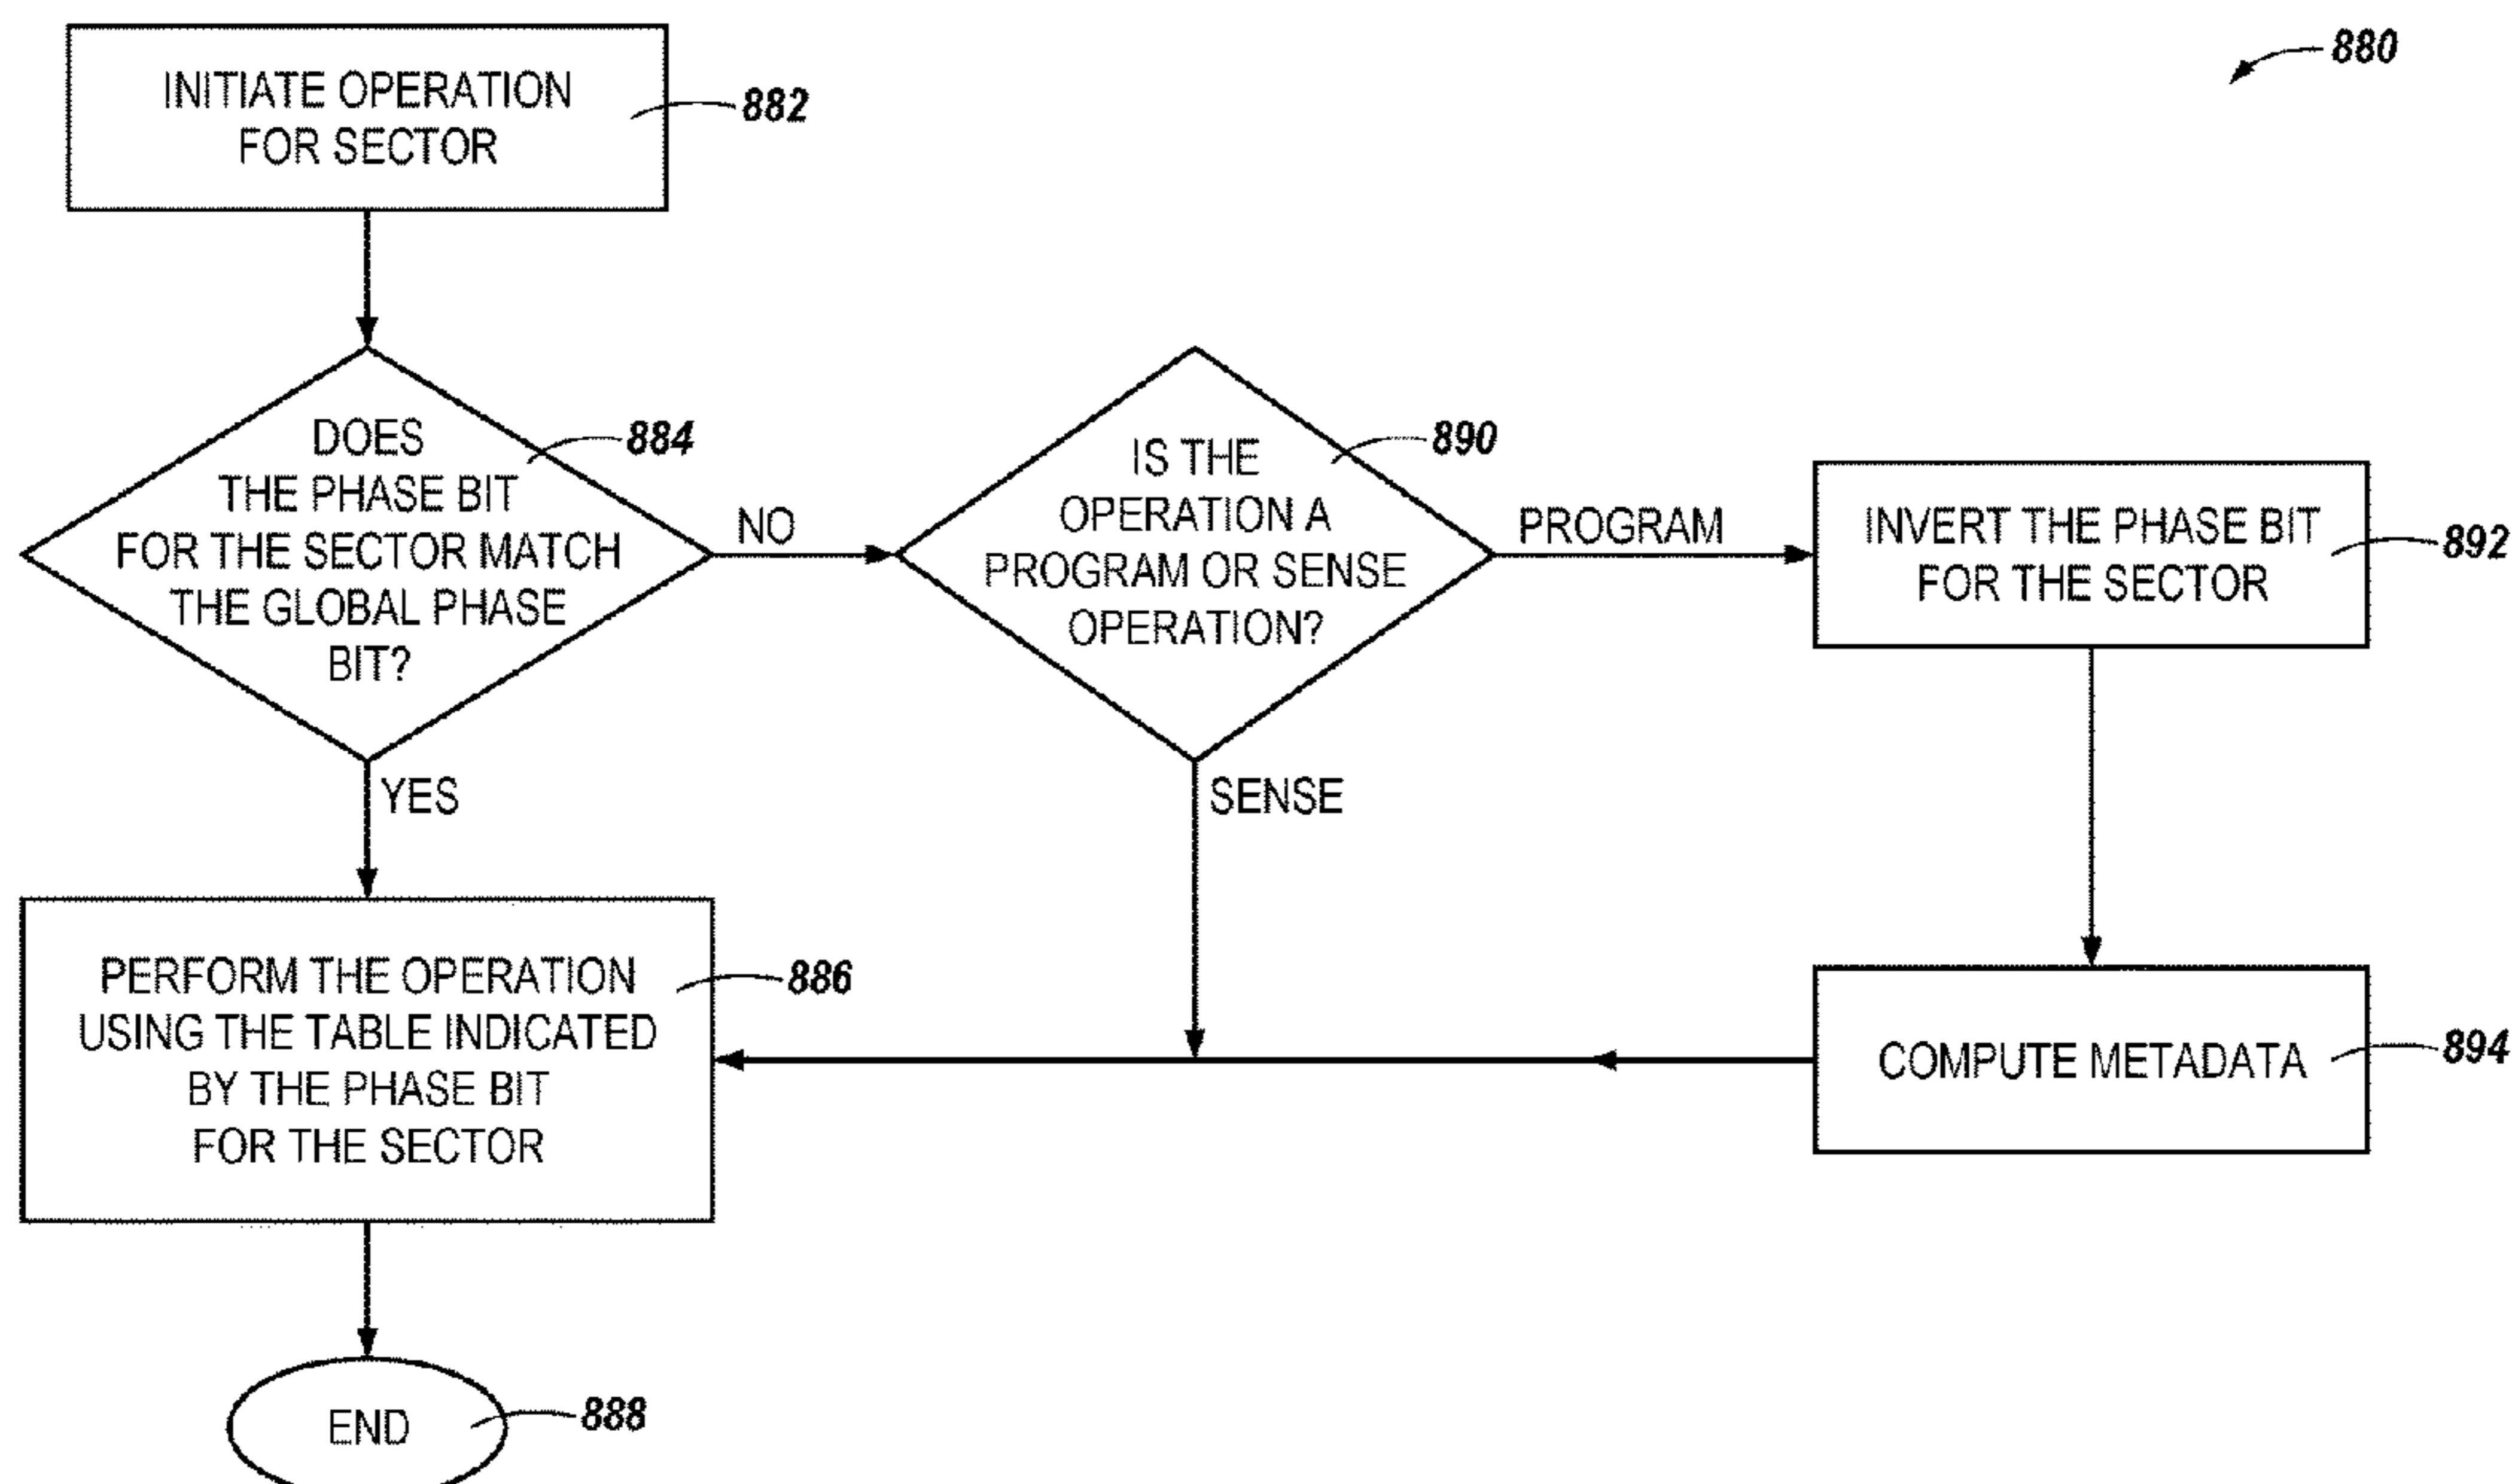 880
INITIATE OPERATION
FOR SECTOR
882
DOES
THE PHASE BIT
FOR THE SECTOR MATCH
THE GLOBAL PHASE
BIT?
884
NO
YES
IS THE
OPERATION A
PROGRAM OR SENSE
OPERATION?
890
PROGRAM
SENSE
INVERT THE PHASE BIT
FOR THE SECTOR
892
PERFORM THE OPERATION
USING THE TABLE INDICATED
BY THE PHASE BIT
FOR THE SECTOR
886
COMPUTE METADATA
894
END
888